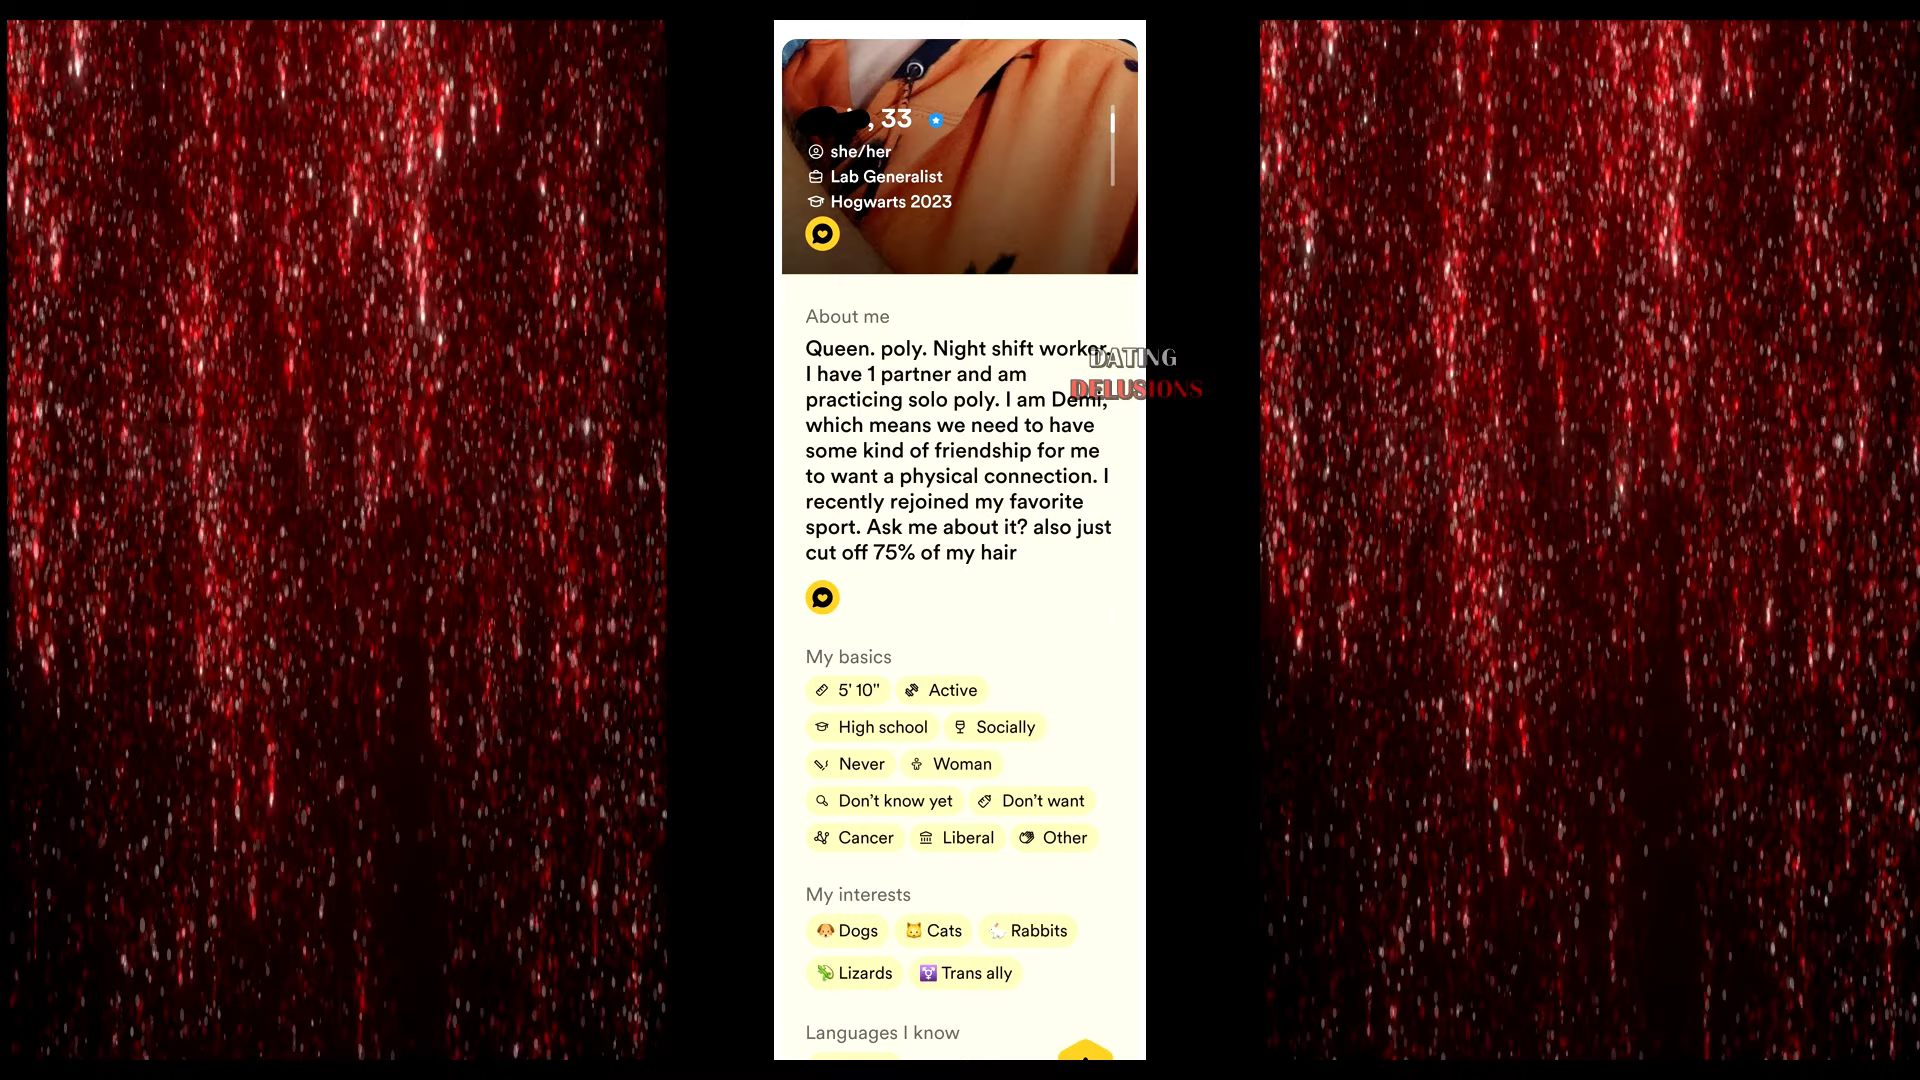 , 33
she/her
Lab Generalist
Hogwarts 2023
About me
Queen. poly. Night shift worker.
I have 1 partner and am
practicing solo poly. I am Demi,
which means we need to have
some kind of friendship for me
to want a physical connection. I
recently rejoined my favorite
sport. Ask me about it? also just
cut off 75% of my hair
DATING
DELUSIONS
My basics
5' 10" Active
High school Socially
Never Woman
Don't know yet Don't want
Cancer Liberal Other
My interests
Dogs Cats Rabbits
Lizards Trans ally
Languages I know